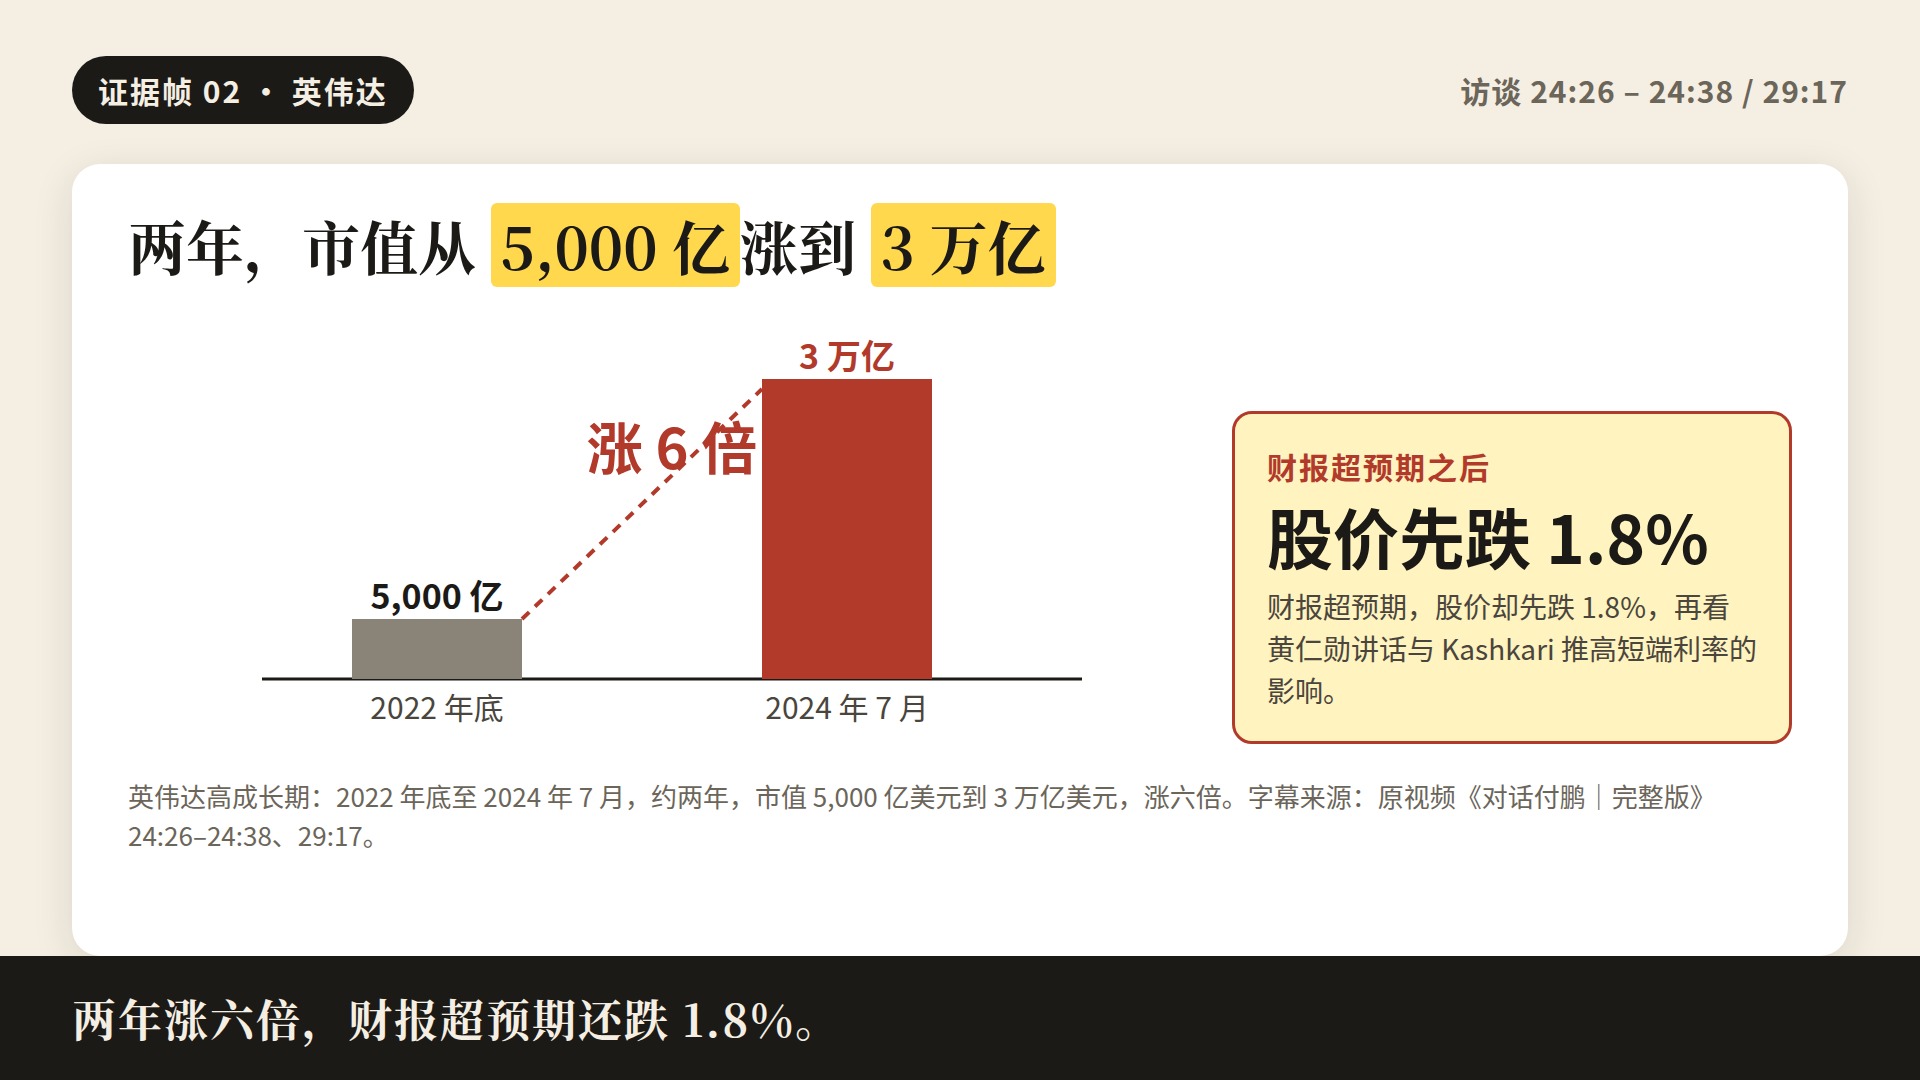 证据帧 02 · 英伟达
访谈 24:26 – 24:38 / 29:17
两年，市值从 5,000 亿涨到 3 万亿
3 万亿
涨 6 倍
5,000 亿
2022 年底
2024 年 7 月
财报超预期之后
股价先跌 1.8%
财报超预期，股价却先跌 1.8%，再看
黄仁勋讲话与 Kashkari 推高短端利率的
影响。
英伟达高成长期：2022 年底至 2024 年 7 月，约两年，市值 5,000 亿美元到 3 万亿美元，涨六倍。字幕来源：原视频《对话付鹏｜完整版》
24:26–24:38、29:17。
两年涨六倍，财报超预期还跌 1.8%。